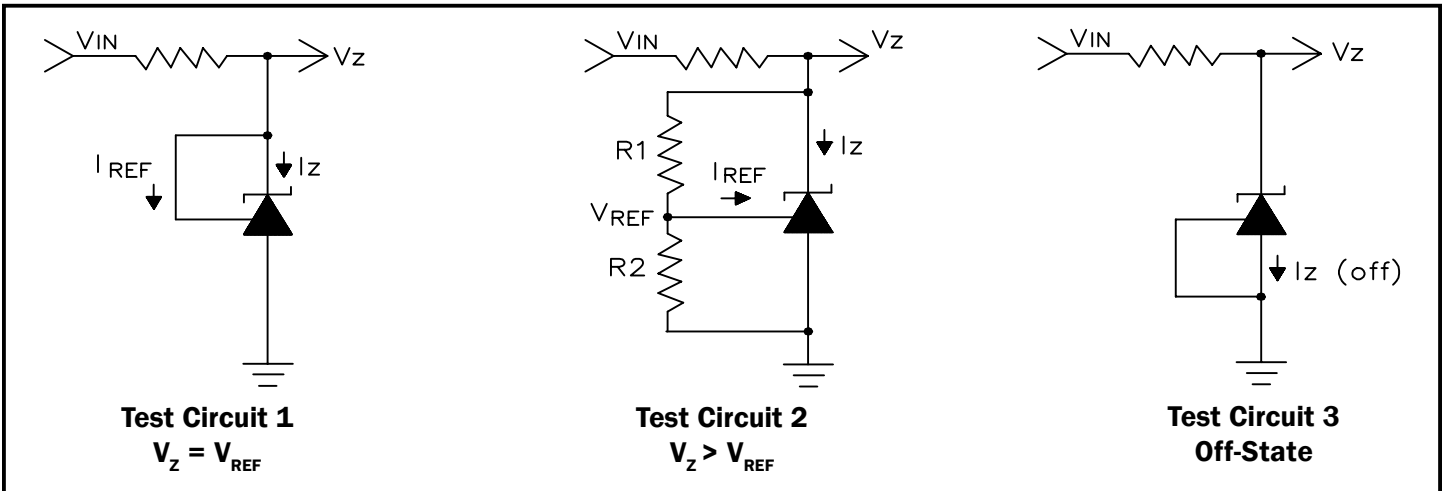 VIN
Vz
IREF
Iz
Test Circuit 1
VZ = VREF
VIN
Vz
R1
Iz
IREF
VREF
R2
Test Circuit 2
VZ > VREF
VIN
Vz
Iz (off)
Test Circuit 3
Off-State